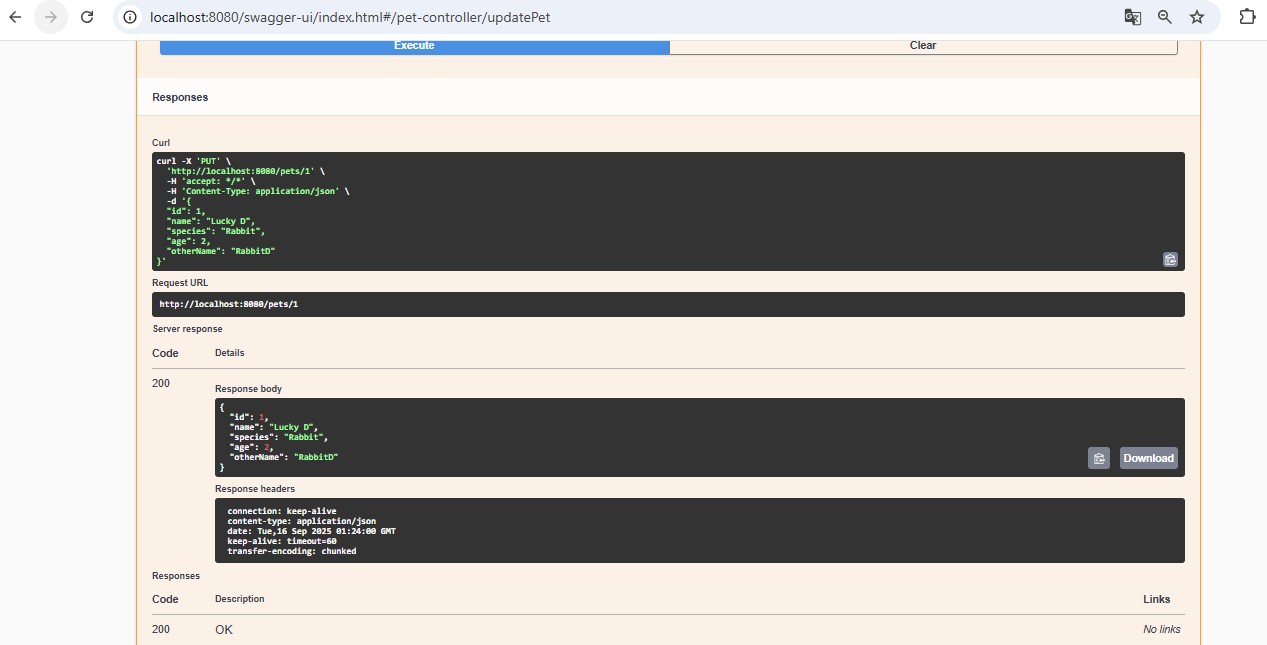 localhost:8080/swagger-ui/index.html#/pet-controller/updatePet
Execute Clear
Responses
Curl
curl -X 'PUT' \
'http://localhost:8080/pets/1' \
-H 'accept: */*' \
-H 'Content-Type: application/json' \
-d '{
"id": 1,
"name": "Lucky D",
"species": "Rabbit",
"age": 2,
"otherName": "RabbitD"
}'
Request URL
http://localhost:8080/pets/1
Server response
Code Details
200
Response body
{
"id": 1,
"name": "Lucky D",
"species": "Rabbit",
"age": 2,
"otherName": "RabbitD"
}
Download
Response headers
connection: keep-alive
content-type: application/json
date: Tue,16 Sep 2025 01:24:00 GMT
keep-alive: timeout=60
transfer-encoding: chunked
Responses
Code Description Links
200 OK No links